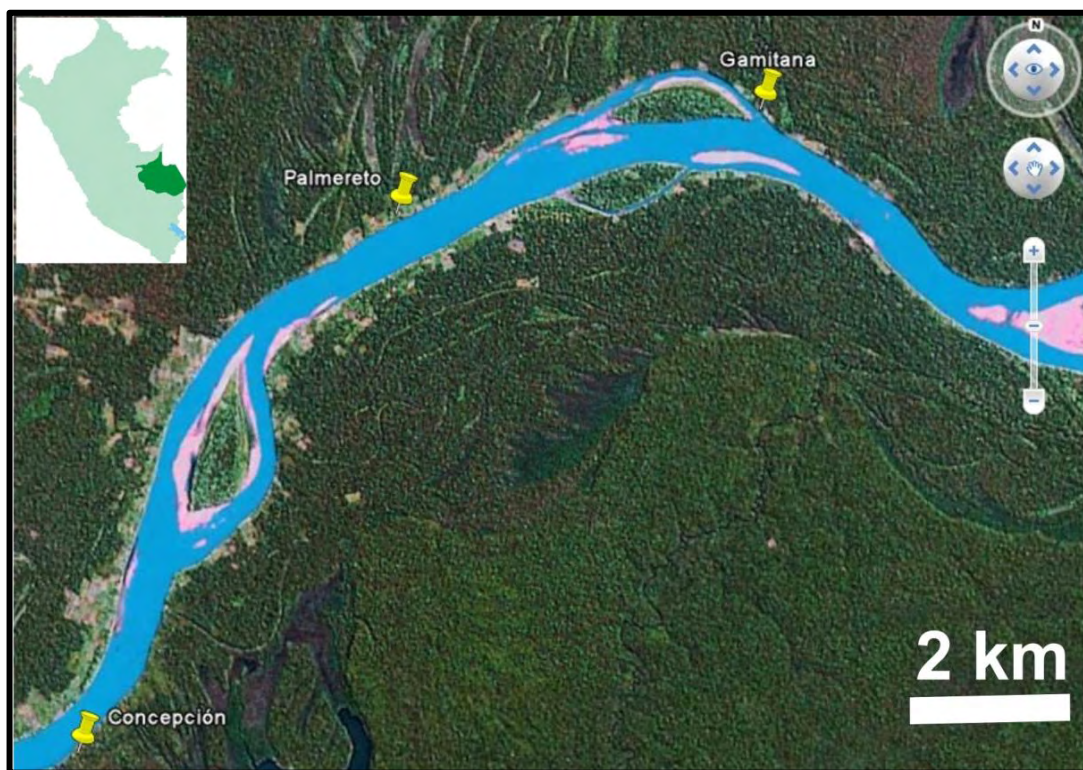 N
Gamitana
Palmereto
Concepción
+
−
−
2 km